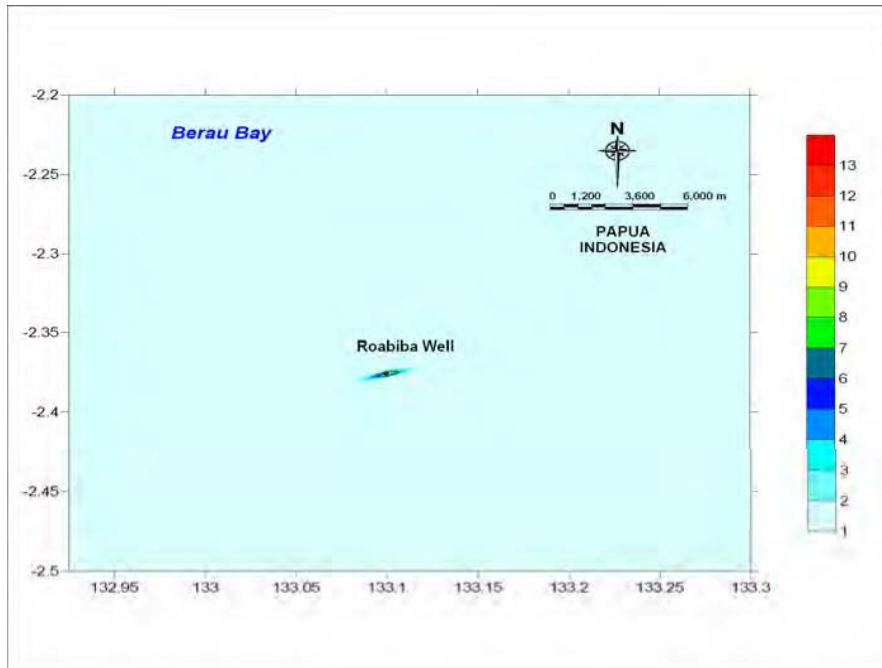 -2.2
-2.25
-2.3
-2.35
-2.4
-2.45
-2.5
132.95 133 133.05 133.1 133.15 133.2 133.25 133.3
Berau Bay
N
0 1,200 3,600 6,000 m
PAPUA
INDONESIA
Roabiba Well
13
12
11
10
9
8
7
6
5
4
3
2
1